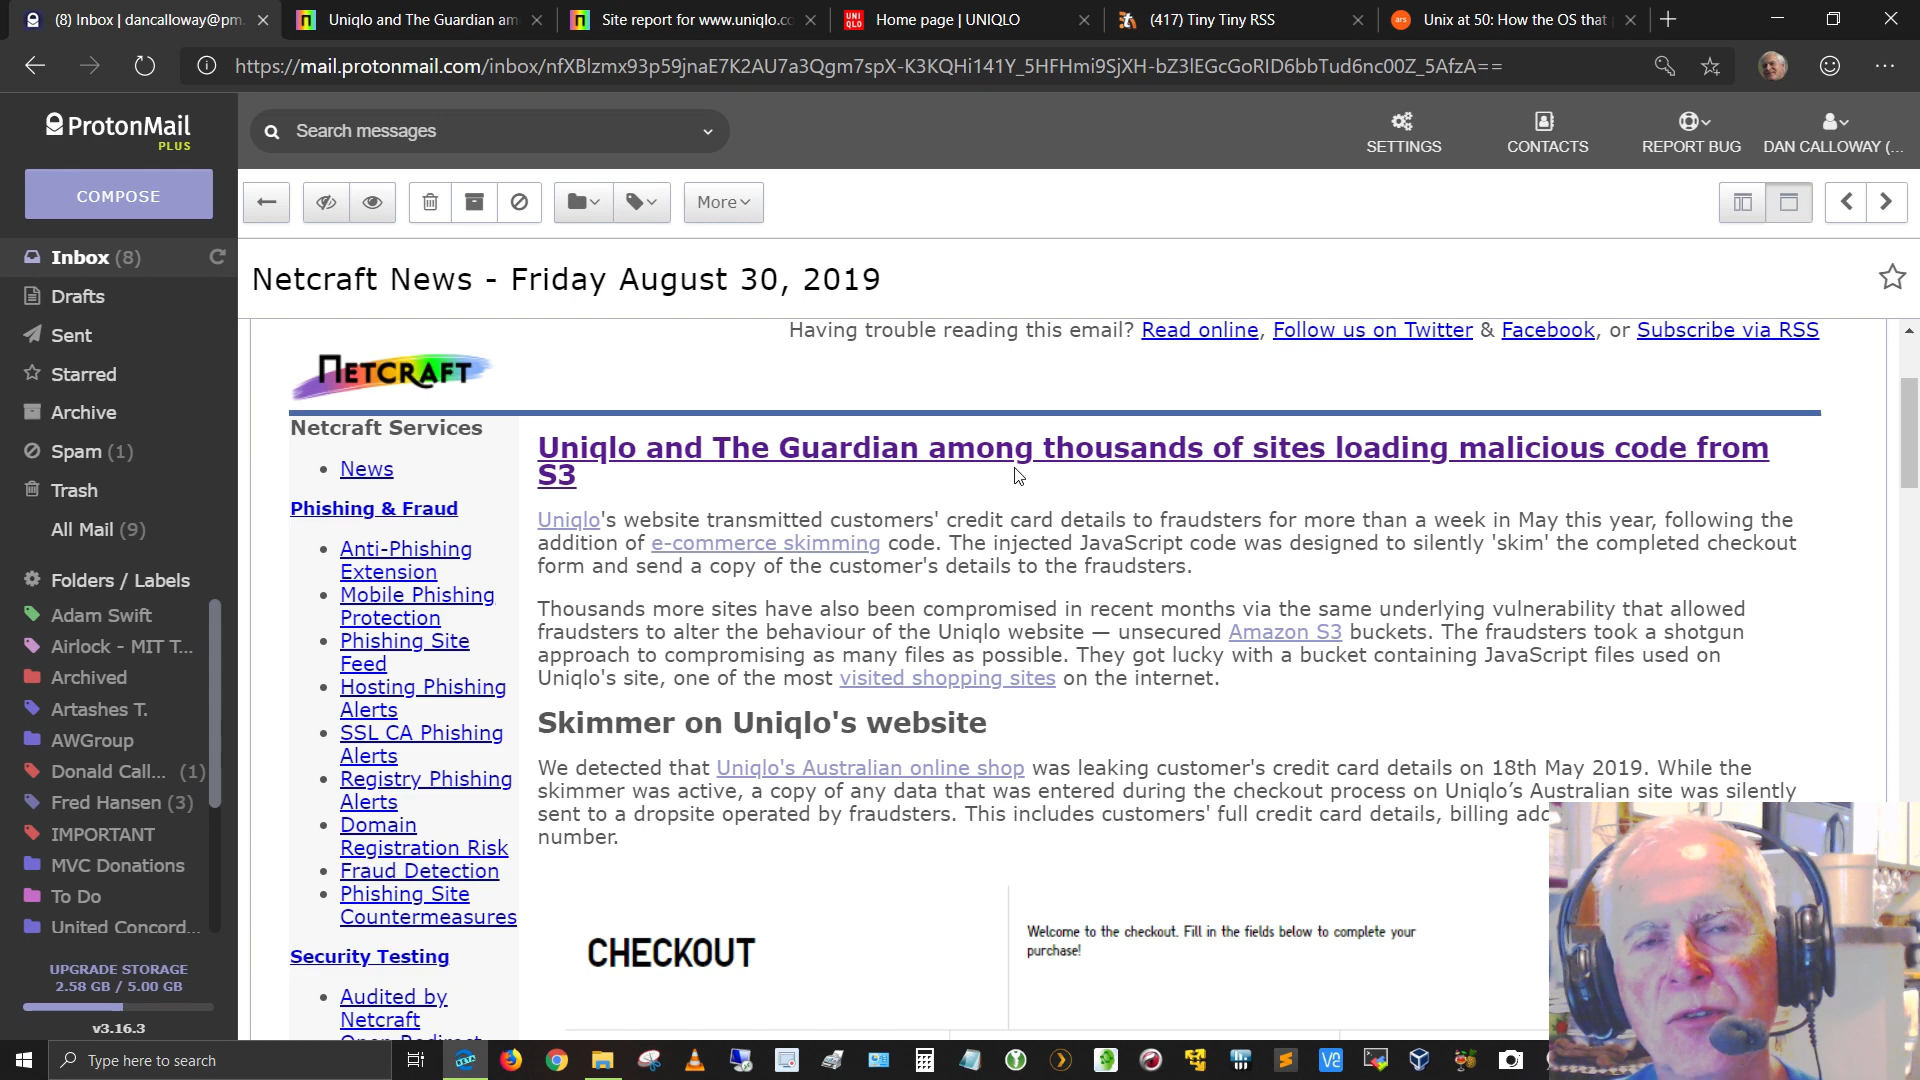 (8) Inbox | dancalloway@pm.
Uniqlo and The Guardian am
Site report for www.uniqlo.co
UNI QLO
Home page | UNIQLO
(417) Tiny Tiny RSS
ars
Unix at 50: How the OS that
https://mail.protonmail.com/inbox/nfXBlzmx93p59jnaE7K2AU7a3Qgm7spX-K3KQHi141Y_5HFHmi9SjXH-bZ3lEGcGoRID6bbTud6nc00Z_5AfzA==
ProtonMail
PLUS
Search messages
SETTINGS
CONTACTS
REPORT BUG
DAN CALLOWAY (...
COMPOSE
More
Inbox (8)
Drafts
Sent
Starred
Archive
Spam (1)
Trash
All Mail (9)
Folders / Labels
Adam Swift
Airlock - MIT T...
Archived
Artashes T.
AWGroup
Donald Call... (1)
Fred Hansen (3)
IMPORTANT
MVC Donations
To Do
United Concord...
UPGRADE STORAGE
2.58 GB / 5.00 GB
v3.16.3
Netcraft News - Friday August 30, 2019
Having trouble reading this email? Read online, Follow us on Twitter & Facebook, or Subscribe via RSS
NETCRAFT
Netcraft Services
News
Phishing & Fraud
Anti-Phishing
Extension
Mobile Phishing
Protection
Phishing Site
Feed
Hosting Phishing
Alerts
SSL CA Phishing
Alerts
Registry Phishing
Alerts
Domain
Registration Risk
Fraud Detection
Phishing Site
Countermeasures
Security Testing
Audited by
Netcraft
Open Redirect
Uniqlo and The Guardian among thousands of sites loading malicious code from
S3
Uniqlo's website transmitted customers' credit card details to fraudsters for more than a week in May this year, following the
addition of e-commerce skimming code. The injected JavaScript code was designed to silently 'skim' the completed checkout
form and send a copy of the customer's details to the fraudsters.
Thousands more sites have also been compromised in recent months via the same underlying vulnerability that allowed
fraudsters to alter the behaviour of the Uniqlo website — unsecured Amazon S3 buckets. The fraudsters took a shotgun
approach to compromising as many files as possible. They got lucky with a bucket containing JavaScript files used on
Uniqlo's site, one of the most visited shopping sites on the internet.
Skimmer on Uniqlo's website
We detected that Uniqlo's Australian online shop was leaking customer's credit card details on 18th May 2019. While the
skimmer was active, a copy of any data that was entered during the checkout process on Uniqlo’s Australian site was silently
sent to a dropsite operated by fraudsters. This includes customers' full credit card details, billing add
number.
CHECKOUT
Welcome to the checkout. Fill in the fields below to complete your
purchase!
Type here to search